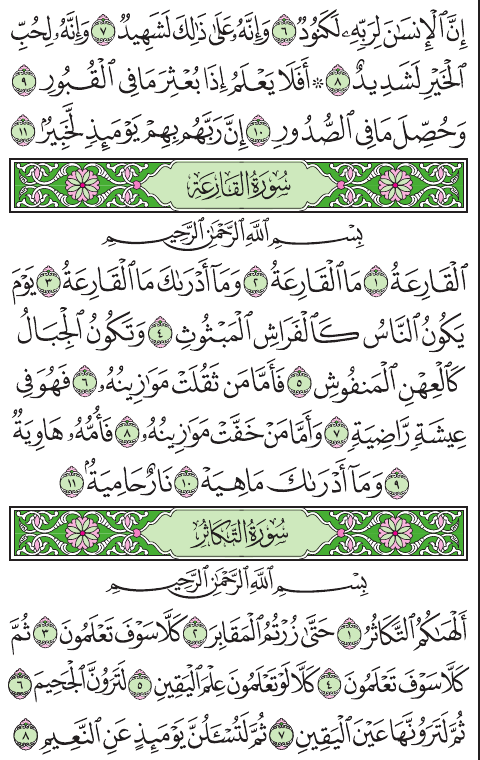 إِنَّ ٱلْإِنسَٰنَ لِرَبِّهِۦ لَكَنُودٌ ٦ وَإِنَّهُۥ عَلَىٰ ذَٰلِكَ لَشَهِيدٌ ٧ وَإِنَّهُۥ لِحُبِّ
ٱلْخَيْرِ لَشَدِيدٌ ٨ ۞ أَفَلَا يَعْلَمُ إِذَا بُعْثِرَ مَا فِى ٱلْقُبُورِ ٩
وَحُصِّلَ مَا فِى ٱلصُّدُورِ ١٠ إِنَّ رَبَّهُم بِهِمْ يَوْمَئِذٍ لَّخَبِيرٌۢ ١١
سُورَةُ القَارِعَةِ
بِسْمِ ٱللَّهِ ٱلرَّحْمَٰنِ ٱلرَّحِيمِ
ٱلْقَارِعَةُ ١ مَا ٱلْقَارِعَةُ ٢ وَمَآ أَدْرَىٰكَ مَا ٱلْقَارِعَةُ ٣ يَوْمَ
يَكُونُ ٱلنَّاسُ كَٱلْفَرَاشِ ٱلْمَبْثُوثِ ٤ وَتَكُونُ ٱلْجِبَالُ
كَٱلْعِهْنِ ٱلْمَنفُوشِ ٥ فَأَمَّا مَن ثَقُلَتْ مَوَٰزِينُهُۥ ٦ فَهُوَ فِى
عِيشَةٍ رَّاضِيَةٍ ٧ وَأَمَّا مَنْ خَفَّتْ مَوَٰزِينُهُۥ ٨ فَأُمُّهُۥ هَاوِيَةٌ
٩ وَمَآ أَدْرَىٰكَ مَا هِيَهْ ١٠ نَارٌ حَامِيَةٌۢ ١١
سُورَةُ التَّكَاثُرِ
بِسْمِ ٱللَّهِ ٱلرَّحْمَٰنِ ٱلرَّحِيمِ
أَلْهَىٰكُمُ ٱلتَّكَاثُرُ ١ حَتَّىٰ زُرْتُمُ ٱلْمَقَابِرَ ٢ كَلَّا سَوْفَ تَعْلَمُونَ ٣ ثُمَّ
كَلَّا سَوْفَ تَعْلَمُونَ ٤ كَلَّا لَوْ تَعْلَمُونَ عِلْمَ ٱلْيَقِينِ ٥ لَتَرَوُنَّ ٱلْجَحِيمَ ٦
ثُمَّ لَتَرَوُنَّهَا عَيْنَ ٱلْيَقِينِ ٧ ثُمَّ لَتُسْـَٔلُنَّ يَوْمَئِذٍ عَنِ ٱلنَّعِيمِ ٨